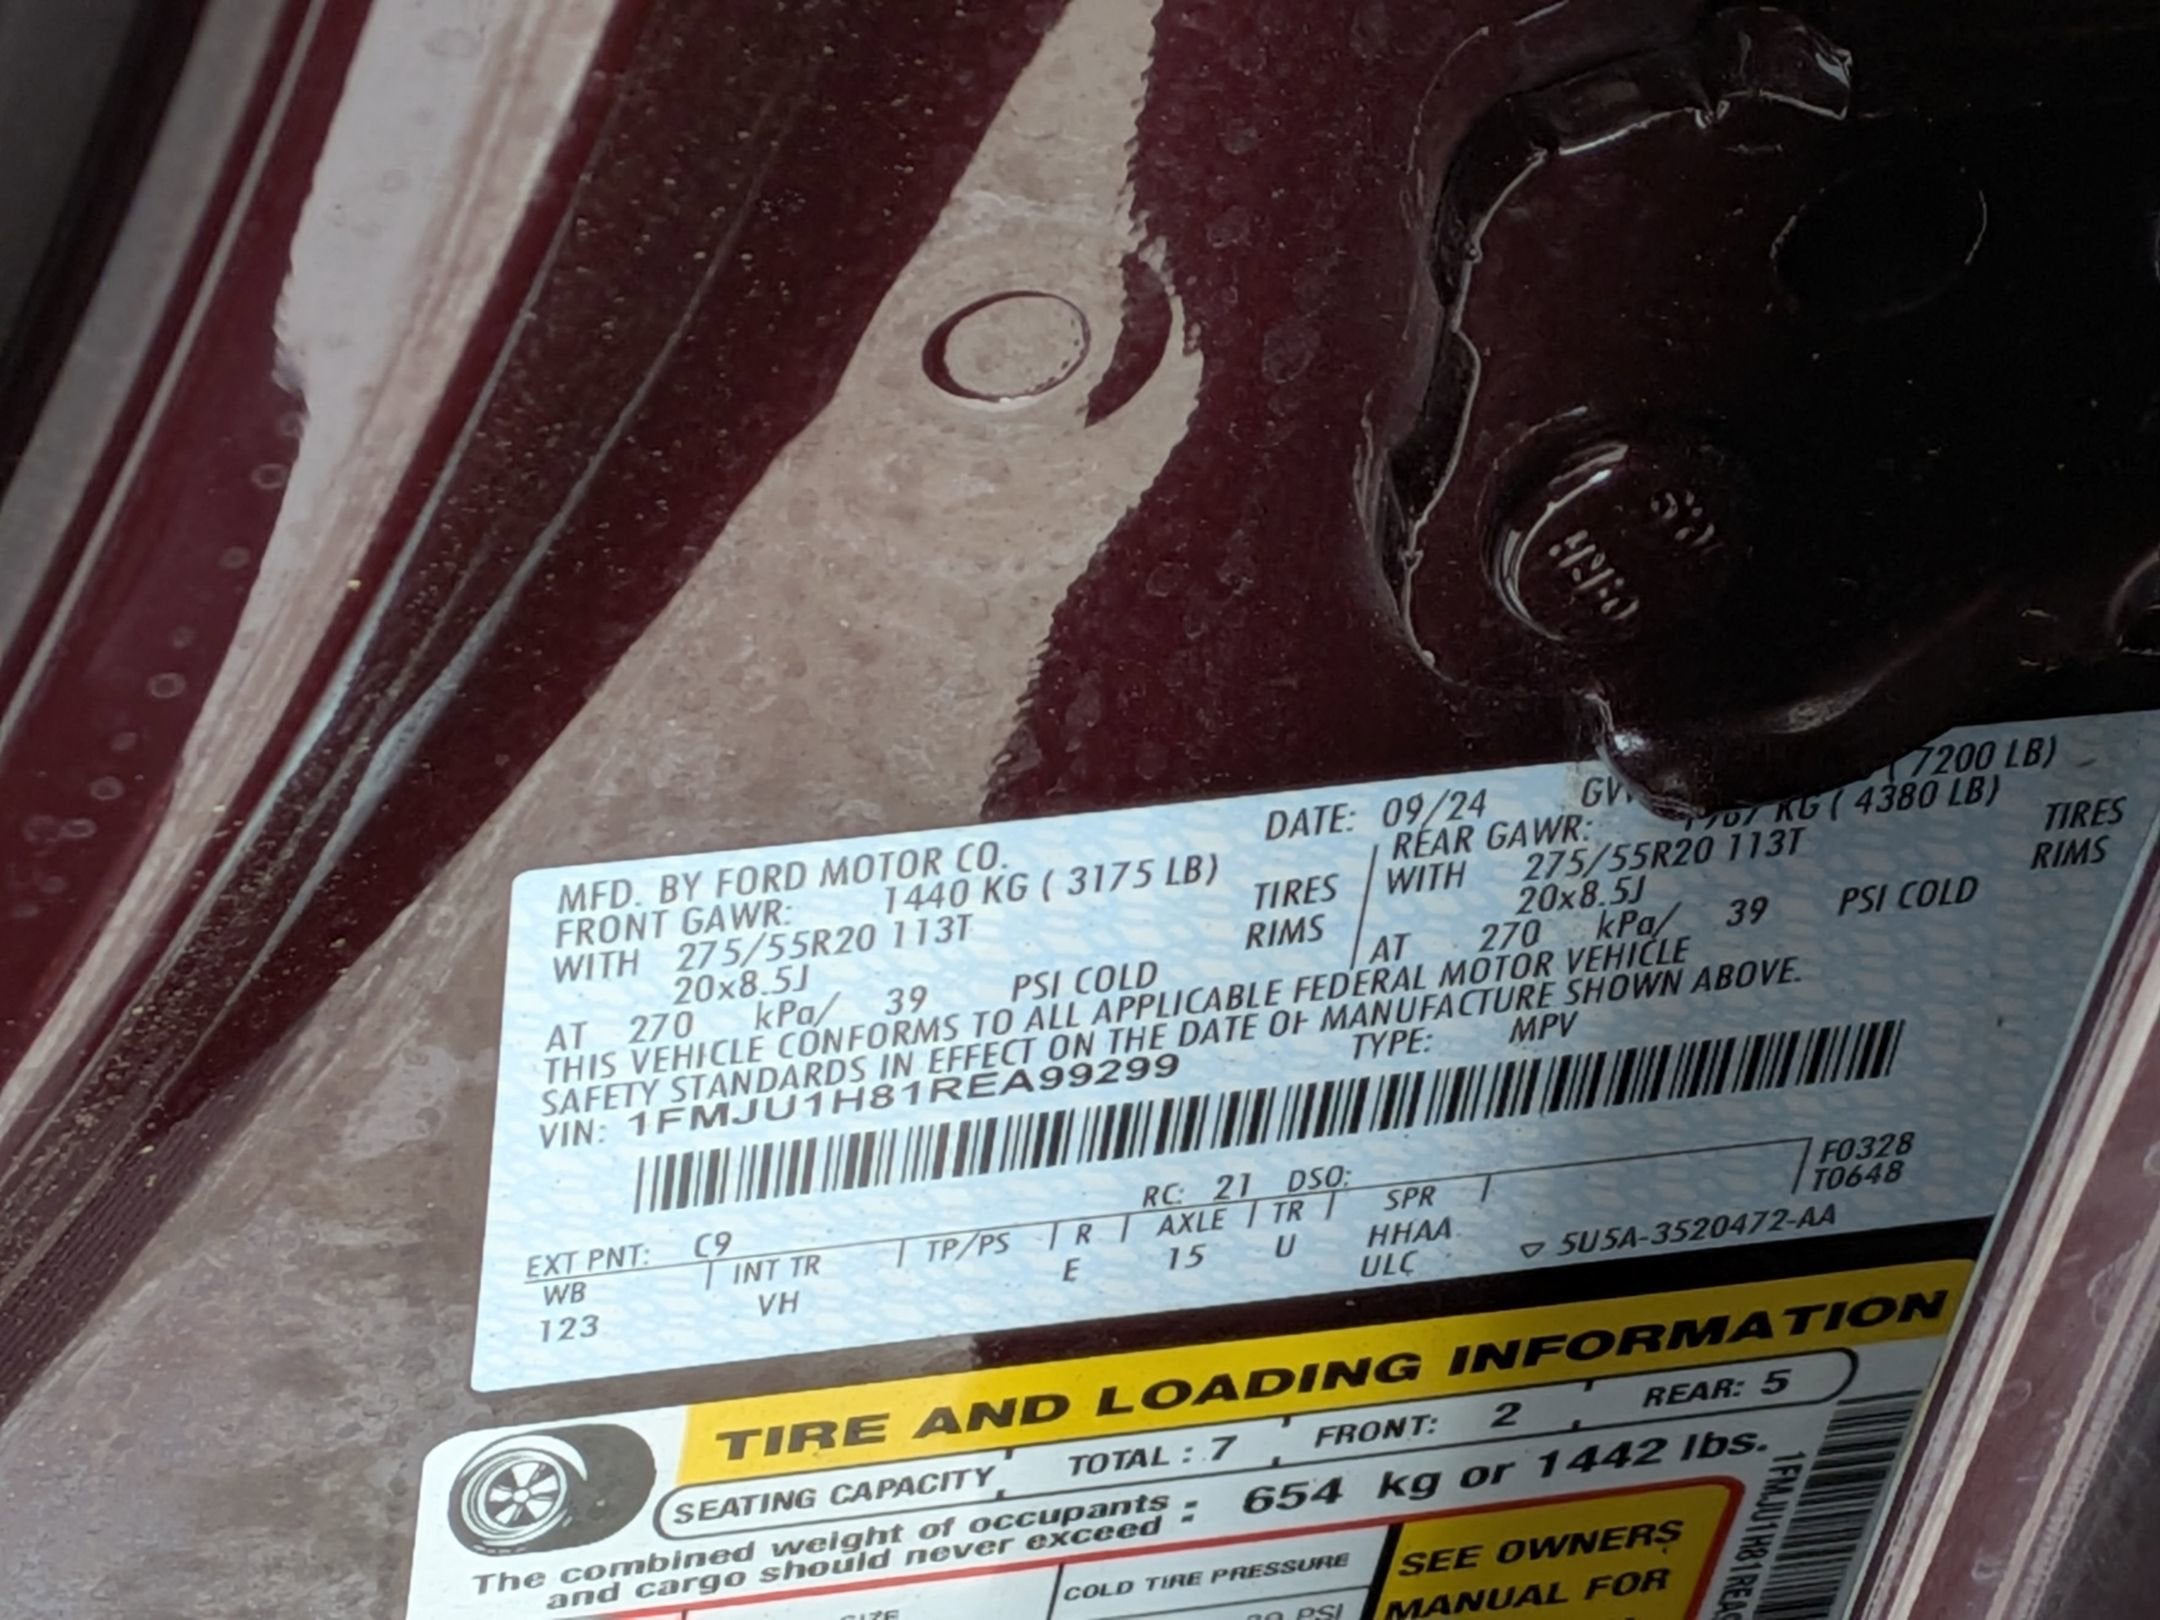 MFD. BY FORD MOTOR CO. DATE: 09/24 7200 LB)
FRONT GAWR: 1440 KG ( 3175 LB) REAR GAWR: KG ( 4380 LB)
WITH 275/55R20 113T TIRES WITH 275/55R20 113T TIRES
20x8.5J RIMS 20x8.5J RIMS
AT 270 kPa/ 39 PSI COLD AT 270 kPa/ 39 PSI COLD
THIS VEHICLE CONFORMS TO ALL APPLICABLE FEDERAL MOTOR VEHICLE
SAFETY STANDARDS IN EFFECT ON THE DATE OF MANUFACTURE SHOWN ABOVE.
VIN: 1FMJU1H81REA99299 TYPE: MPV
F0328
T0648
EXT PNT: C9 RC: 21 DSO:
WB INT TR TP/PS R AXLE TR SPR
123 VH E 15 U HHAA
ULC 5U5A-3520472-AA
TIRE AND LOADING INFORMATION
SEATING CAPACITY TOTAL : 7 FRONT: 2 REAR: 5
The combined weight of occupants
and cargo should never exceed : 654 kg or 1442 lbs.
COLD TIRE PRESSURE
SEE OWNERS
MANUAL FOR
PSI